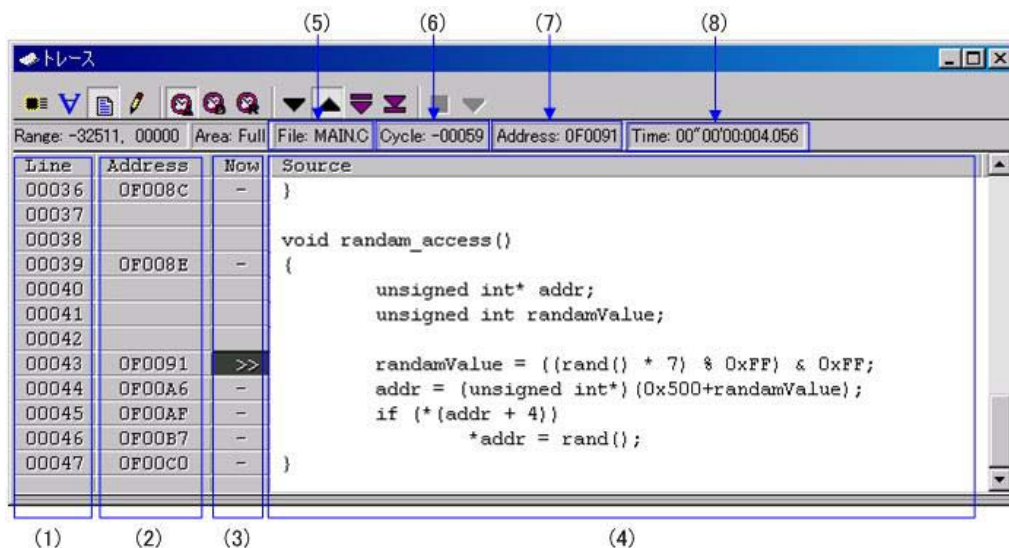 (5) (6) (7) (8)
トレース
Range: -32511, 00000 Area: Full File: MAIN.C Cycle: -00059 Address: 0F0091 Time: 00"00'00:004.056
Line Address Now Source
00036 0F008C - }
00037
00038 void randam_access()
00039 0F008E - {
00040 unsigned int* addr;
00041 unsigned int randamValue;
00042
00043 0F0091 >> randamValue = ((rand() * 7) % 0xFF) & 0xFF;
00044 0F00A6 - addr = (unsigned int*)(0x500+randamValue);
00045 0F00AF - if (*(addr + 4))
00046 0F00B7 - *addr = rand();
00047 0F00C0 - }
(1) (2) (3) (4)